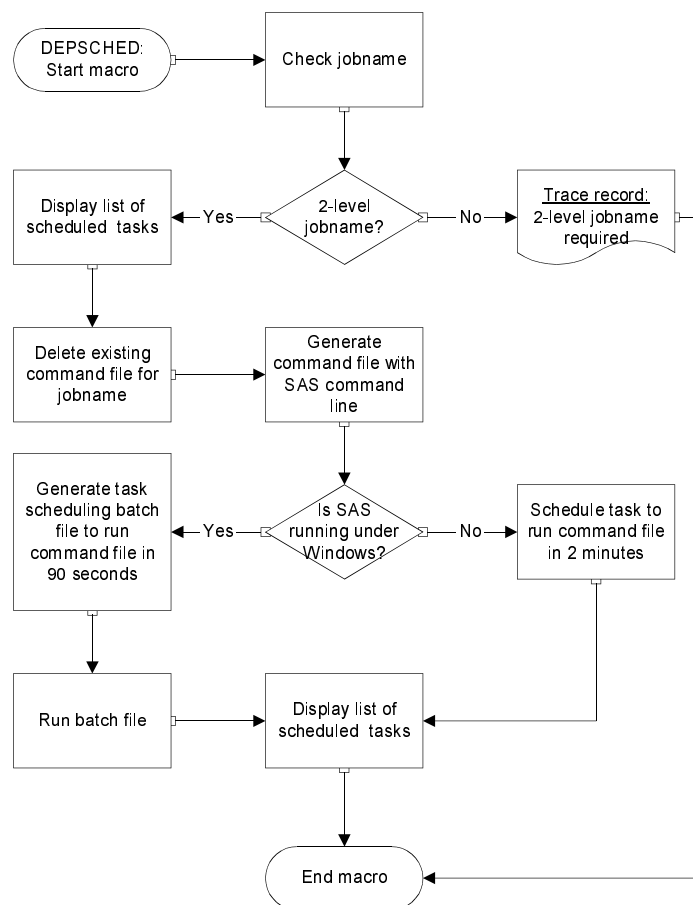 DEPSCHED:
Start macro
Check jobname
Display list of
scheduled tasks
Yes
2-level
jobname?
No
Trace record:
2-level jobname
required
Delete existing
command file for
jobname
Generate
command file with
SAS command
line
Generate task
scheduling batch
file to run
command file in
90 seconds
Yes
Is SAS
running under
Windows?
No
Schedule task to
run command file
in 2 minutes
Run batch file
Display list of
scheduled tasks
End macro